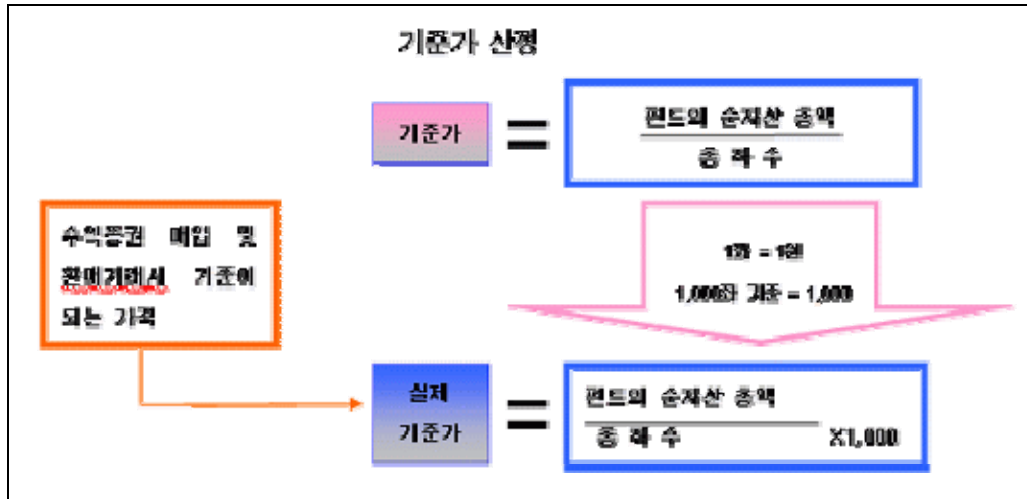 기준가 산정
기준가
=
펀드의 순자산 총액
총 좌 수
수익증권 매입 및
환매거래시 기준이
되는 가격
1좌 = 1원
1,000좌 기준 = 1,000
실제
기준가
=
펀드의 순자산 총액
총 좌 수 X1,000